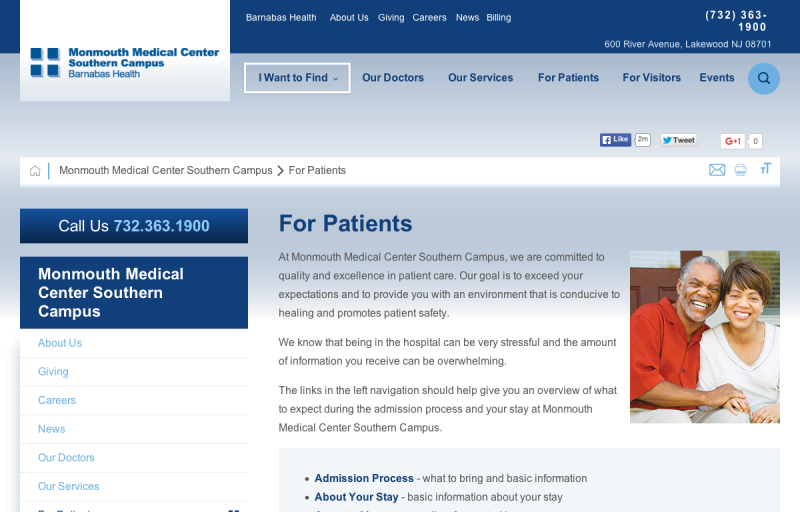 Barnabas Health About Us Giving Careers News Billing
(732) 363-
1900
600 River Avenue, Lakewood NJ 08701
Monmouth Medical Center
Southern Campus
Barnabas Health
I Want to Find Our Doctors Our Services For Patients For Visitors Events
Like 2m Tweet G+1 0
Monmouth Medical Center Southern Campus > For Patients
Call Us 732.363.1900
Monmouth Medical
Center Southern
Campus
About Us
Giving
Careers
News
Our Doctors
Our Services
For Patients
For Patients
At Monmouth Medical Center Southern Campus, we are committed to
quality and excellence in patient care. Our goal is to exceed your
expectations and to provide you with an environment that is conducive to
healing and promotes patient safety.
We know that being in the hospital can be very stressful and the amount
of information you receive can be overwhelming.
The links in the left navigation should help give you an overview of what
to expect during the admission process and your stay at Monmouth
Medical Center Southern Campus.
Admission Process - what to bring and basic information
About Your Stay - basic information about your stay